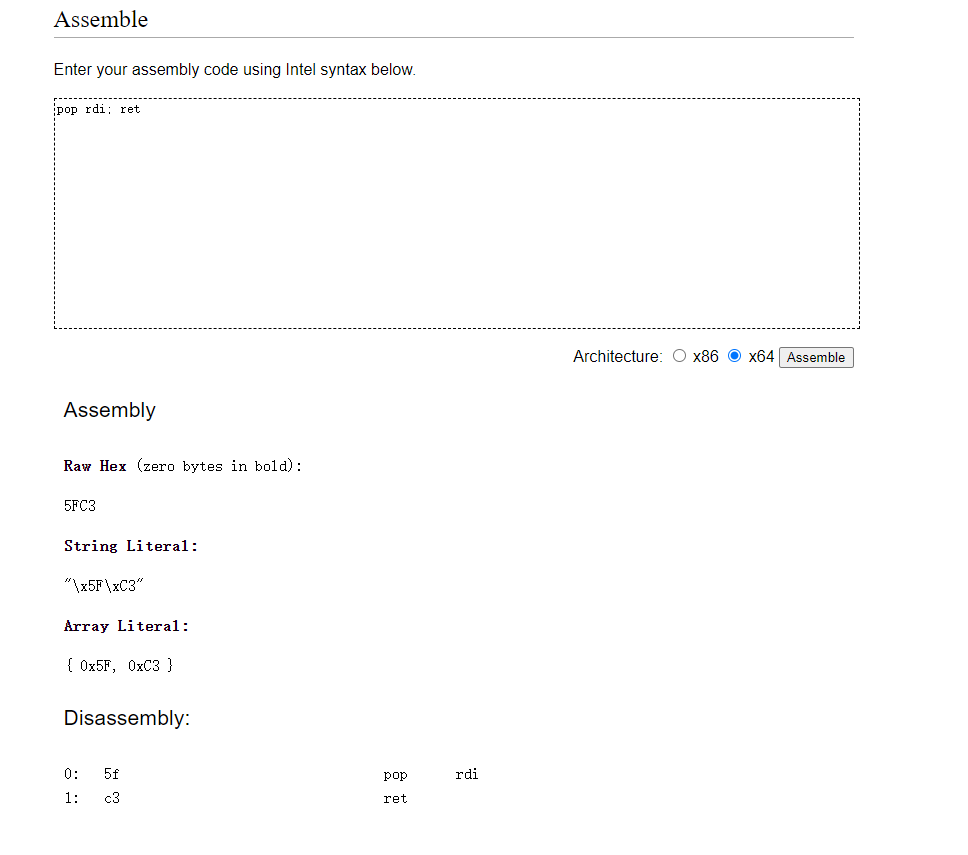 Assemble
Enter your assembly code using Intel syntax below.
pop rdi; ret
Architecture: x86 x64 Assemble
Assembly
Raw Hex (zero bytes in bold):
5FC3
String Literal:
"\x5F\xC3"
Array Literal:
{ 0x5F, 0xC3 }
Disassembly:
0: 5f pop rdi
1: c3 ret